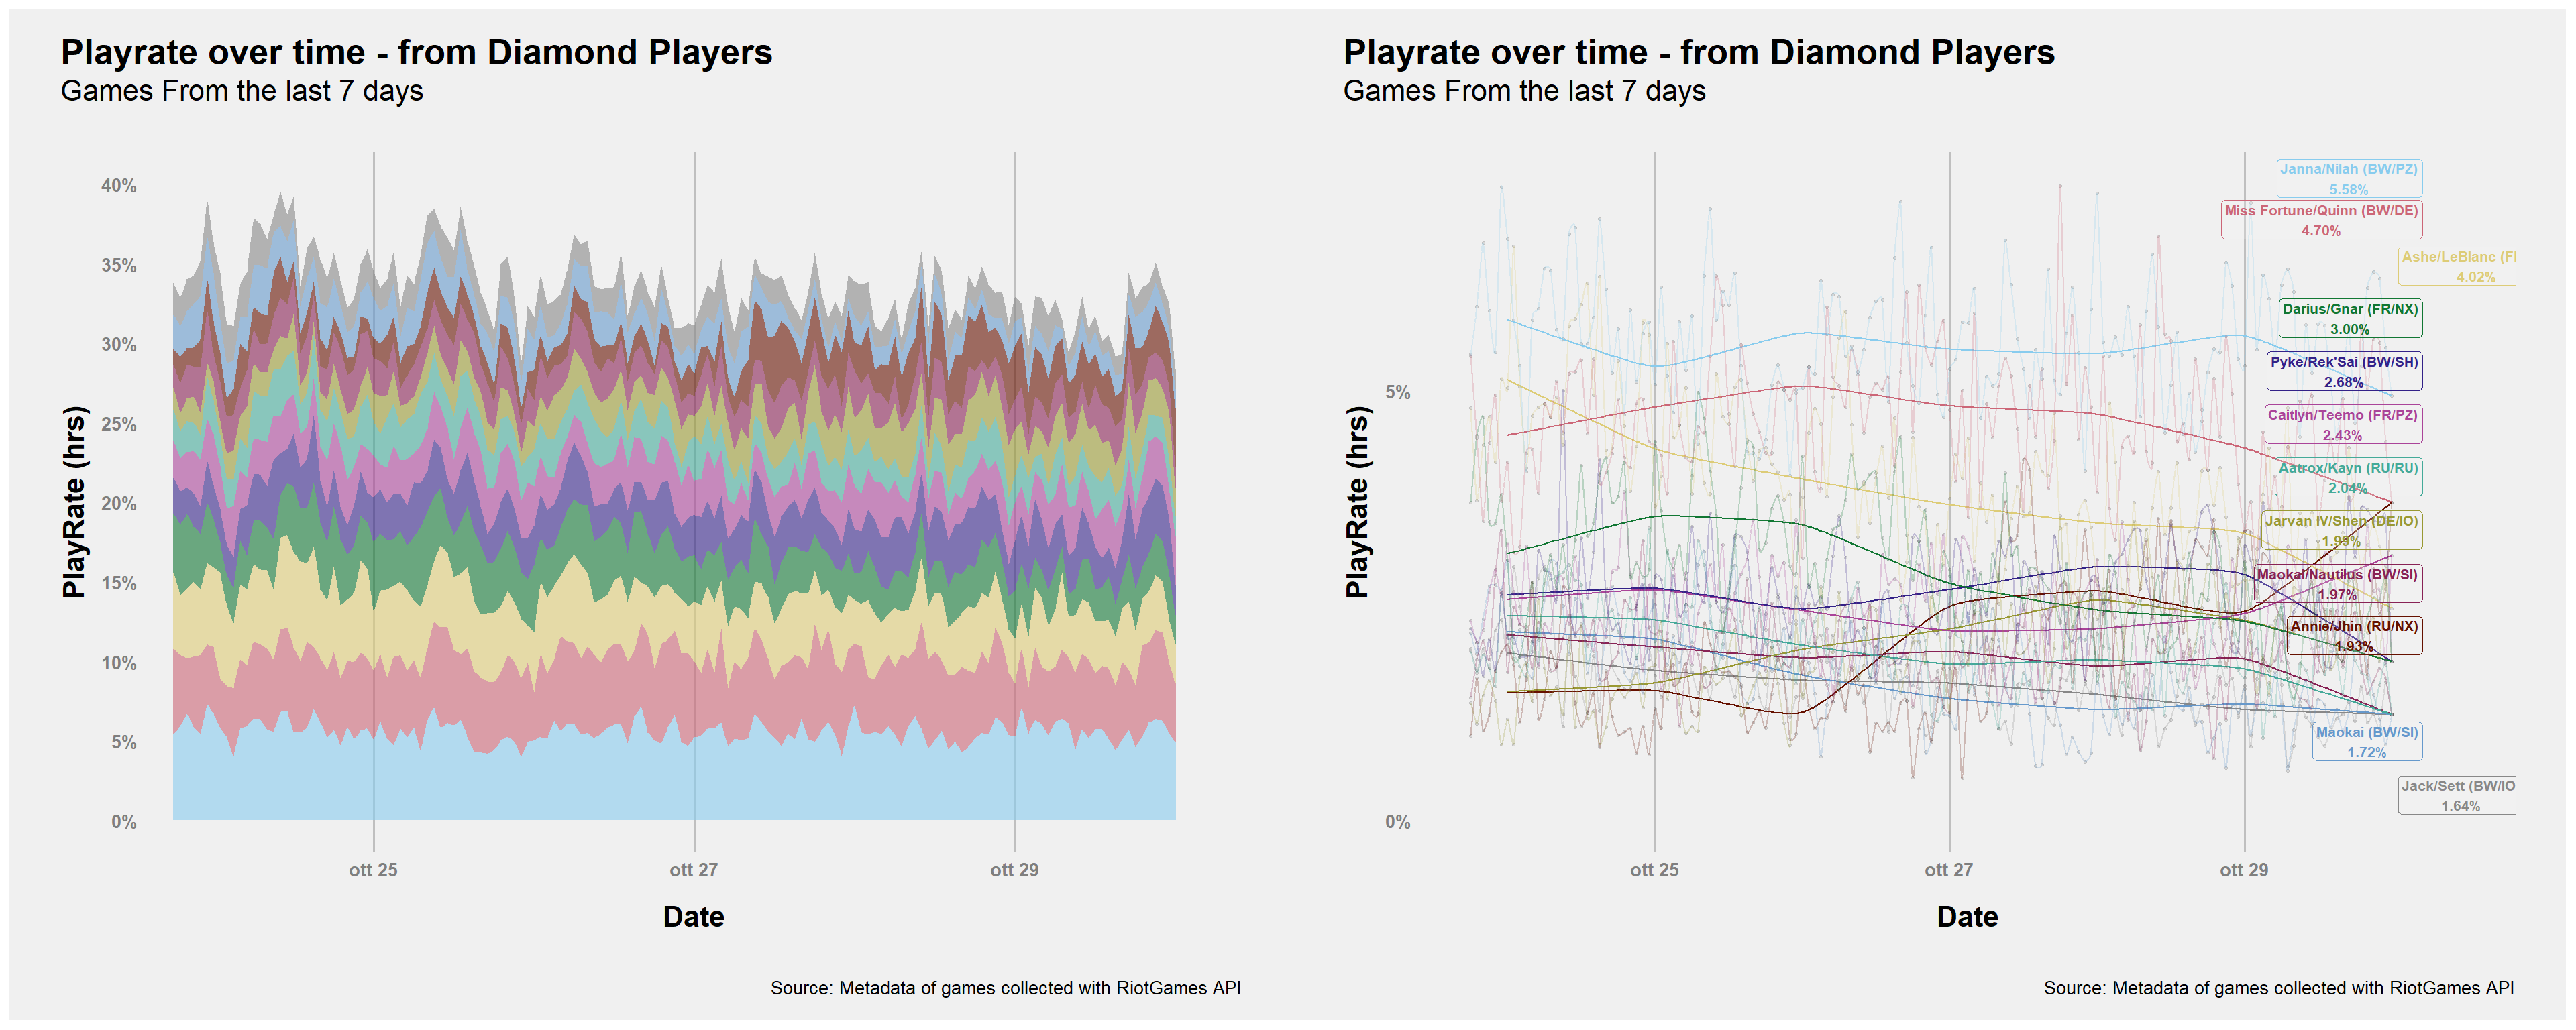 Playrate over time - from Diamond Players
Games From the last 7 days
40%
35%
30%
25%
20%
15%
10%
5%
0%
PlayRate (hrs)
ott 25
ott 27
ott 29
Date
Source: Metadata of games collected with RiotGames API
Playrate over time - from Diamond Players
Games From the last 7 days
5%
0%
PlayRate (hrs)
Janna/Nilah (BW/PZ)
5.58%
Miss Fortune/Quinn (BW/DE)
4.70%
Ashe/LeBlanc (F
4.02%
Darius/Gnar (FR/NX)
3.00%
Pyke/Rek'Sai (BW/SH)
2.68%
Caitlyn/Teemo (FR/PZ)
2.43%
Aatrox/Kayn (RU/RU)
2.04%
Jarvan IV/Shen (DE/IO)
1.99%
Maokai/Nautilus (BW/SI)
1.97%
Annie/Jhin (RU/NX)
1.93%
Maokai (BW/SI)
1.72%
Jack/Sett (BW/IO
1.64%
ott 25
ott 27
ott 29
Date
Source: Metadata of games collected with RiotGames API